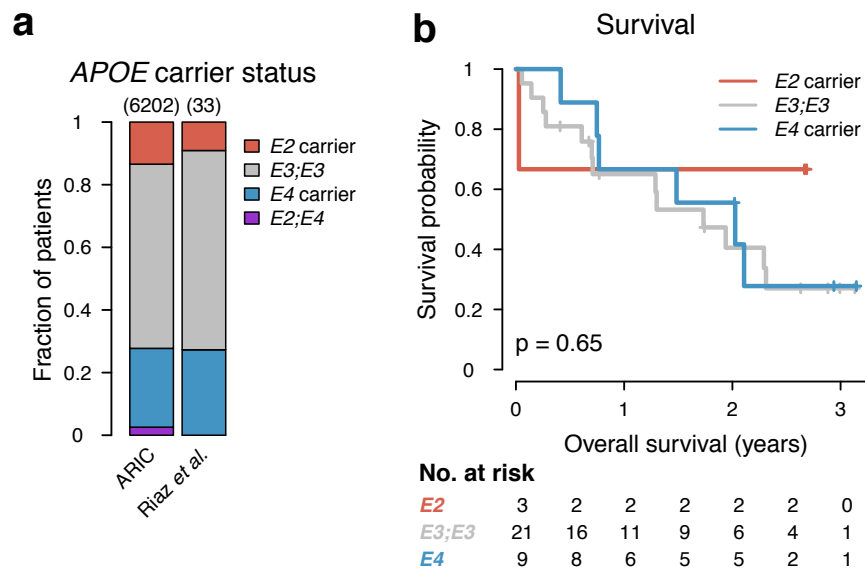 a
APOE carrier status
(6202) (33)
1
0.8
0.6
0.4
0.2
0
Fraction of patients
ARIC
Riaz et al.
E2 carrier
E3;E3
E4 carrier
E2;E4
b
Survival
1
0.8
0.6
0.4
0.2
0
Survival probability
E2 carrier
E3;E3
E4 carrier
p = 0.65
0 1 2 3
Overall survival (years)
No. at risk
E2 3 2 2 2 2 2 0
E3;E3 21 16 11 9 6 4 1
E4 9 8 6 5 5 2 1